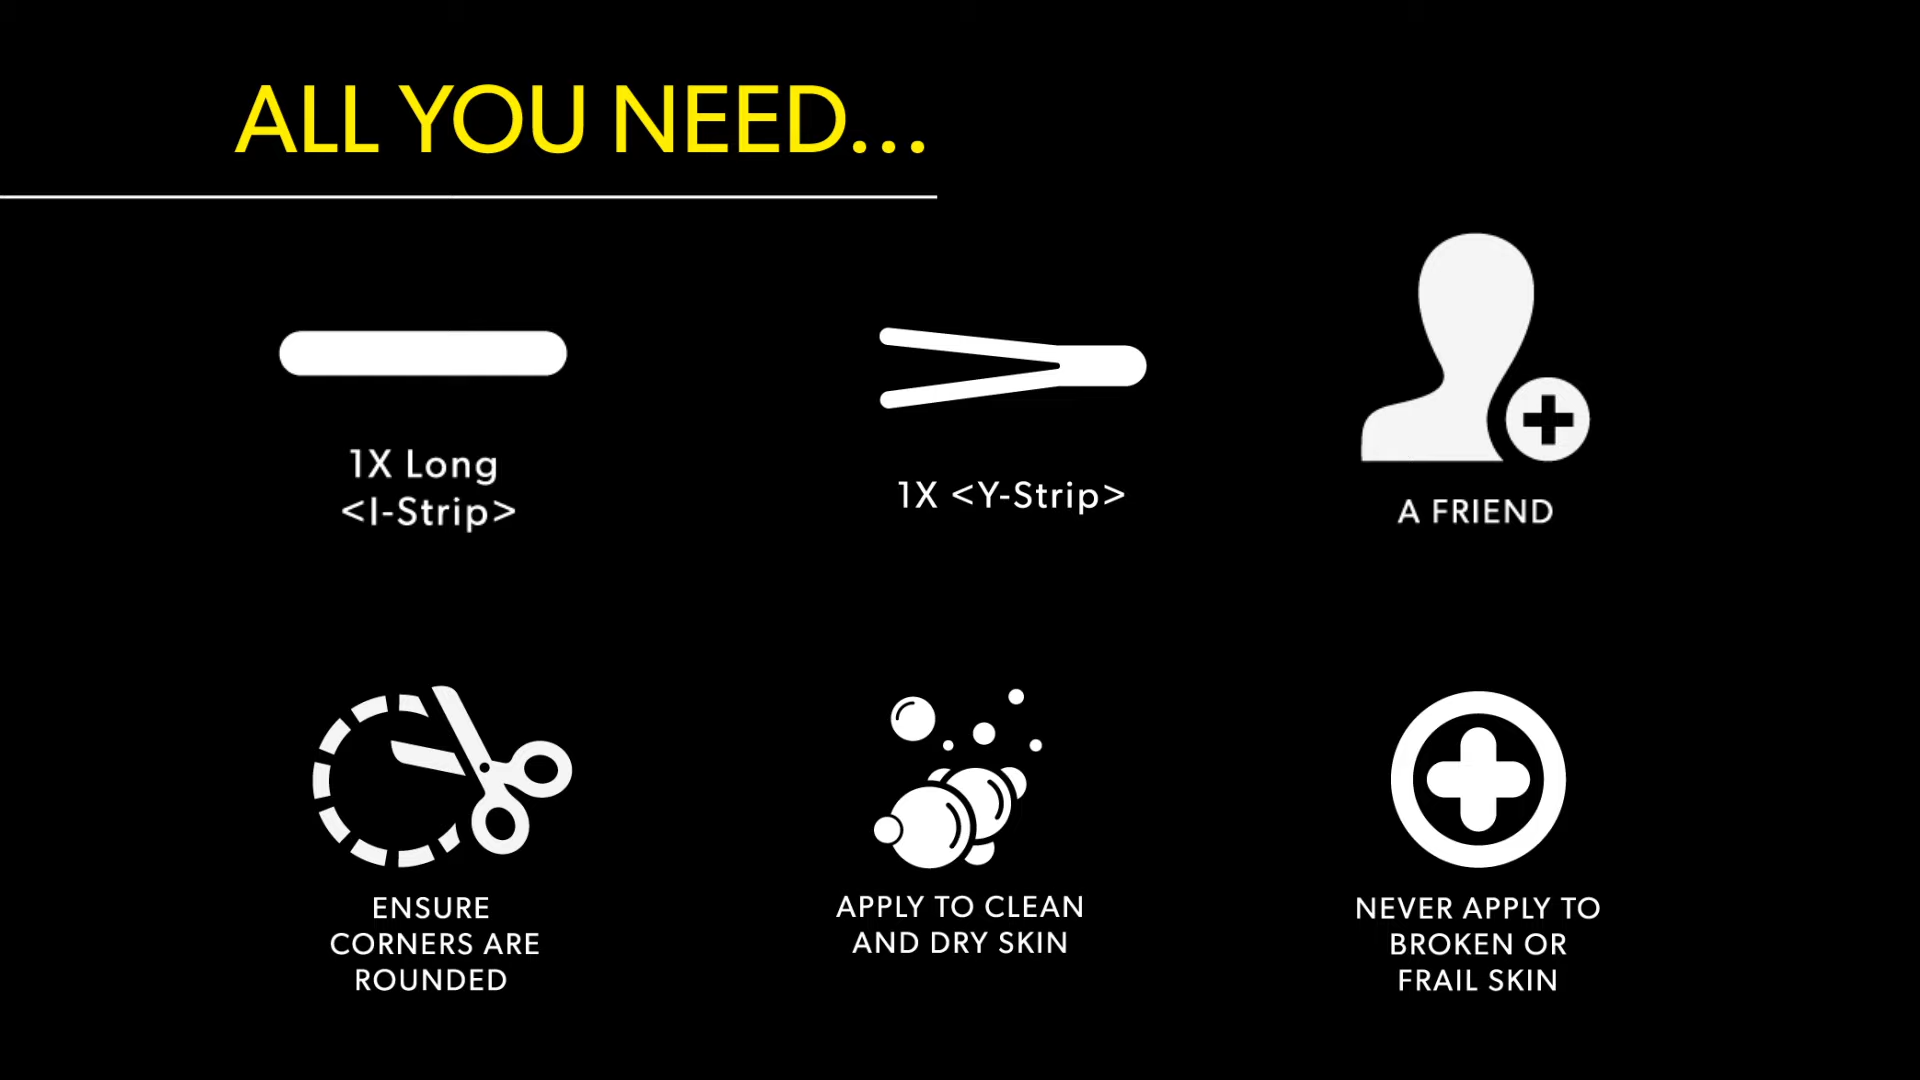 ALL YOU NEED...
1X Long
<I-Strip>
1X <Y-Strip>
A FRIEND
ENSURE
CORNERS ARE
ROUNDED
APPLY TO CLEAN
AND DRY SKIN
NEVER APPLY TO
BROKEN OR
FRAIL SKIN